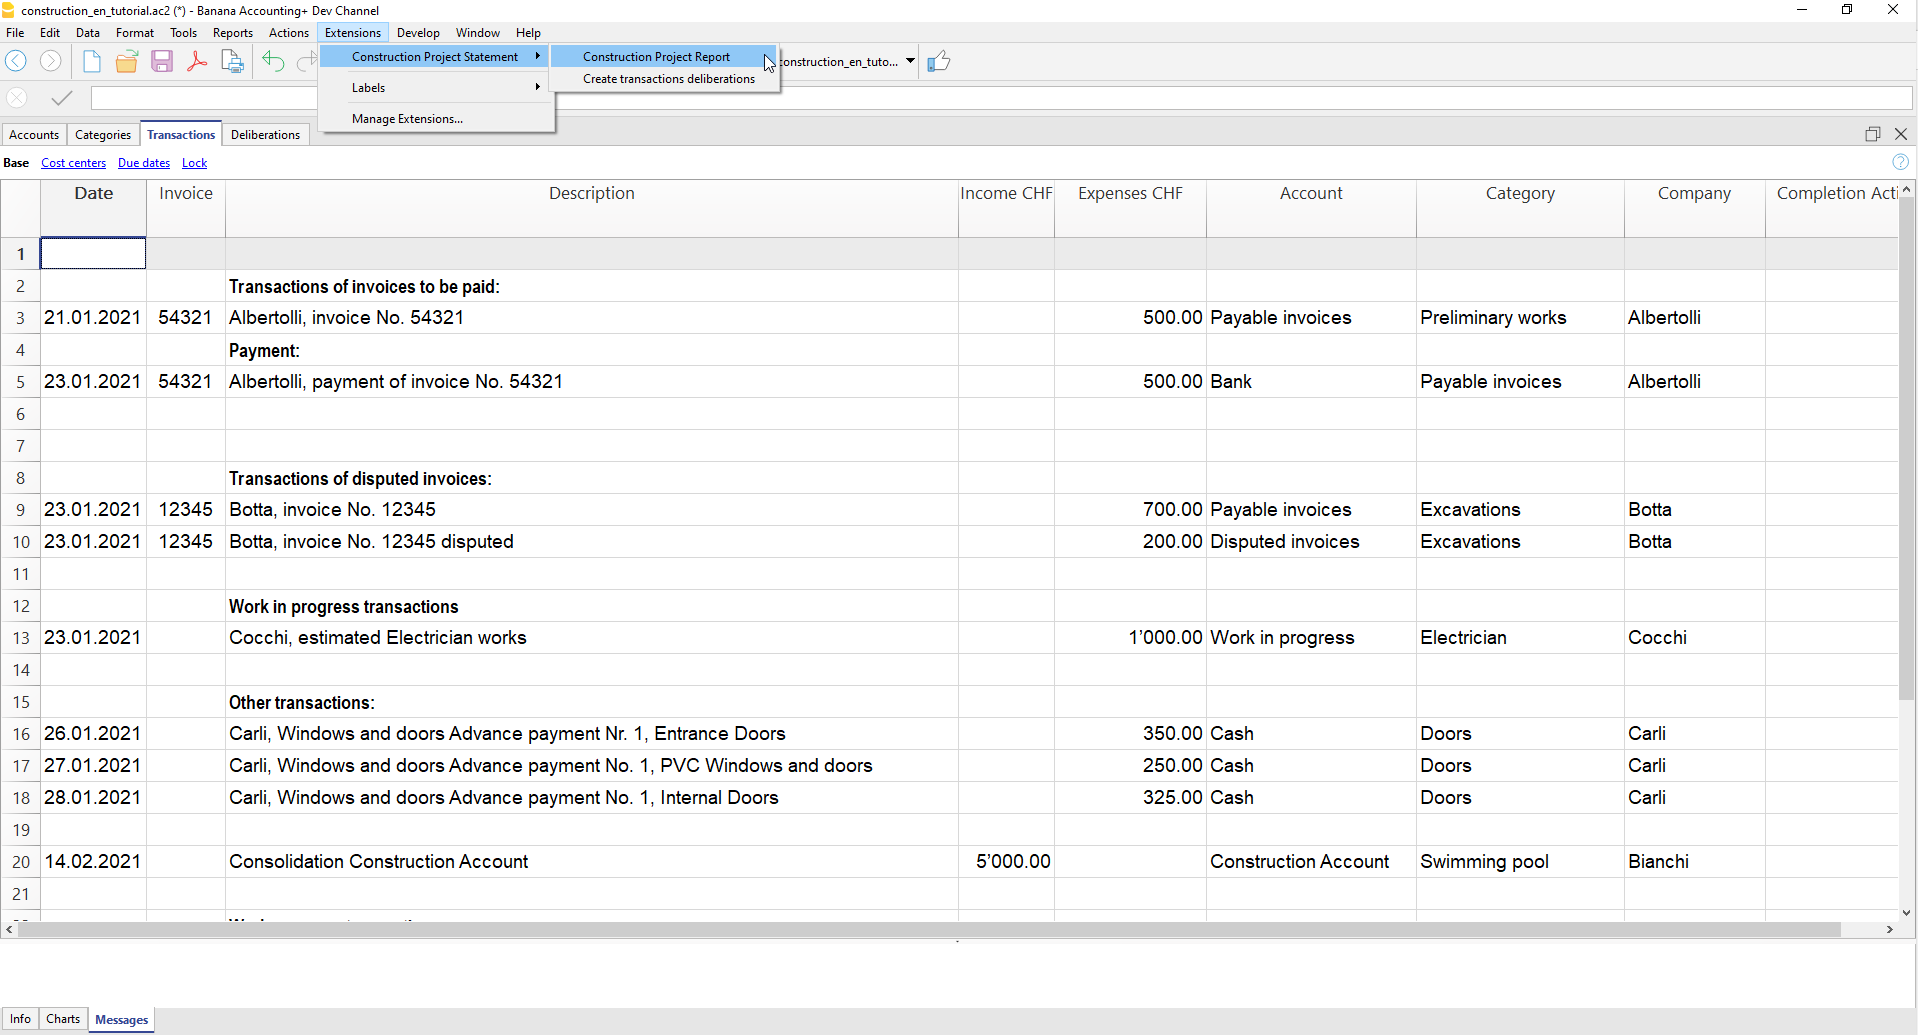 construction_en_tutorial.ac2 (*) - Banana Accounting+ Dev Channel
File Edit Data Format Tools Reports Actions Extensions Develop Window Help
Construction Project Statement
Labels
Manage Extensions...
Construction Project Report
Create transactions deliberations
construction_en_tuto...
Accounts Categories Transactions Deliberations
Base Cost centers Due dates Lock
Date Invoice Description Income CHF Expenses CHF Account Category Company Completion Acti
1
2 Transactions of invoices to be paid:
3 21.01.2021 54321 Albertolli, invoice No. 54321 500.00 Payable invoices Preliminary works Albertolli
4 Payment:
5 23.01.2021 54321 Albertolli, payment of invoice No. 54321 500.00 Bank Payable invoices Albertolli
6
7
8 Transactions of disputed invoices:
9 23.01.2021 12345 Botta, invoice No. 12345 700.00 Payable invoices Excavations Botta
10 23.01.2021 12345 Botta, invoice No. 12345 disputed 200.00 Disputed invoices Excavations Botta
11
12 Work in progress transactions
13 23.01.2021 Cocchi, estimated Electrician works 1’000.00 Work in progress Electrician Cocchi
14
15 Other transactions:
16 26.01.2021 Carli, Windows and doors Advance payment Nr. 1, Entrance Doors 350.00 Cash Doors Carli
17 27.01.2021 Carli, Windows and doors Advance payment No. 1, PVC Windows and doors 250.00 Cash Doors Carli
18 28.01.2021 Carli, Windows and doors Advance payment No. 1, Internal Doors 325.00 Cash Doors Carli
19
20 14.02.2021 Consolidation Construction Account 5’000.00 Construction Account Swimming pool Bianchi
21
Info Charts Messages